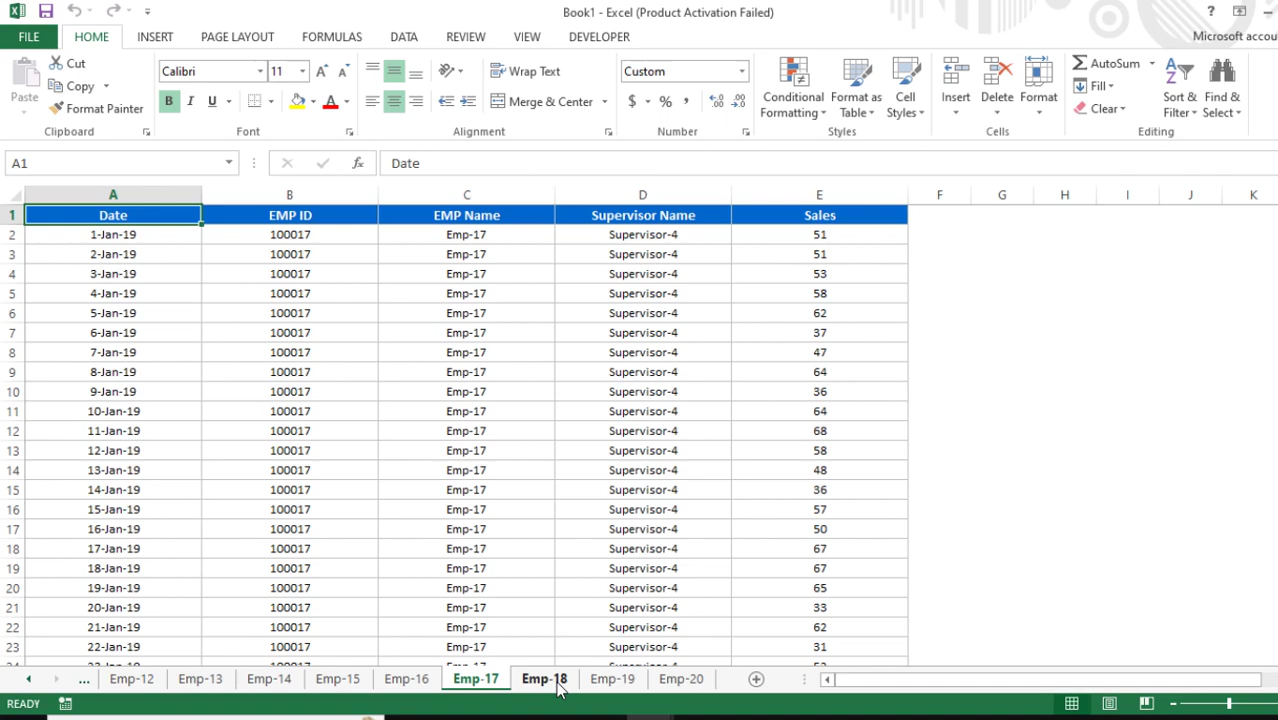 Book1 - Excel (Product Activation Failed)
?
FILE HOME INSERT PAGE LAYOUT FORMULAS DATA REVIEW VIEW DEVELOPER Microsoft accou
Paste
Cut
Copy
Format Painter
Clipboard
Calibri 11
B I U
Font
Wrap Text
Merge & Center
Alignment
Custom
$ % ,
Number
Conditional Formatting
Format as Table
Cell Styles
Styles
Insert
Delete
Format
Cells
AutoSum
Fill
Clear
Sort & Filter
Find & Select
Editing
A1 fx Date
A B C D E F G H I J K
1 Date EMP ID EMP Name Supervisor Name Sales
2 1-Jan-19 100017 Emp-17 Supervisor-4 51
3 2-Jan-19 100017 Emp-17 Supervisor-4 51
4 3-Jan-19 100017 Emp-17 Supervisor-4 53
5 4-Jan-19 100017 Emp-17 Supervisor-4 58
6 5-Jan-19 100017 Emp-17 Supervisor-4 62
7 6-Jan-19 100017 Emp-17 Supervisor-4 37
8 7-Jan-19 100017 Emp-17 Supervisor-4 47
9 8-Jan-19 100017 Emp-17 Supervisor-4 64
10 9-Jan-19 100017 Emp-17 Supervisor-4 36
11 10-Jan-19 100017 Emp-17 Supervisor-4 64
12 11-Jan-19 100017 Emp-17 Supervisor-4 68
13 12-Jan-19 100017 Emp-17 Supervisor-4 58
14 13-Jan-19 100017 Emp-17 Supervisor-4 48
15 14-Jan-19 100017 Emp-17 Supervisor-4 36
16 15-Jan-19 100017 Emp-17 Supervisor-4 57
17 16-Jan-19 100017 Emp-17 Supervisor-4 50
18 17-Jan-19 100017 Emp-17 Supervisor-4 67
19 18-Jan-19 100017 Emp-17 Supervisor-4 67
20 19-Jan-19 100017 Emp-17 Supervisor-4 65
21 20-Jan-19 100017 Emp-17 Supervisor-4 33
22 21-Jan-19 100017 Emp-17 Supervisor-4 62
23 22-Jan-19 100017 Emp-17 Supervisor-4 31
... Emp-12 Emp-13 Emp-14 Emp-15 Emp-16 Emp-17 Emp-18 Emp-19 Emp-20
READY